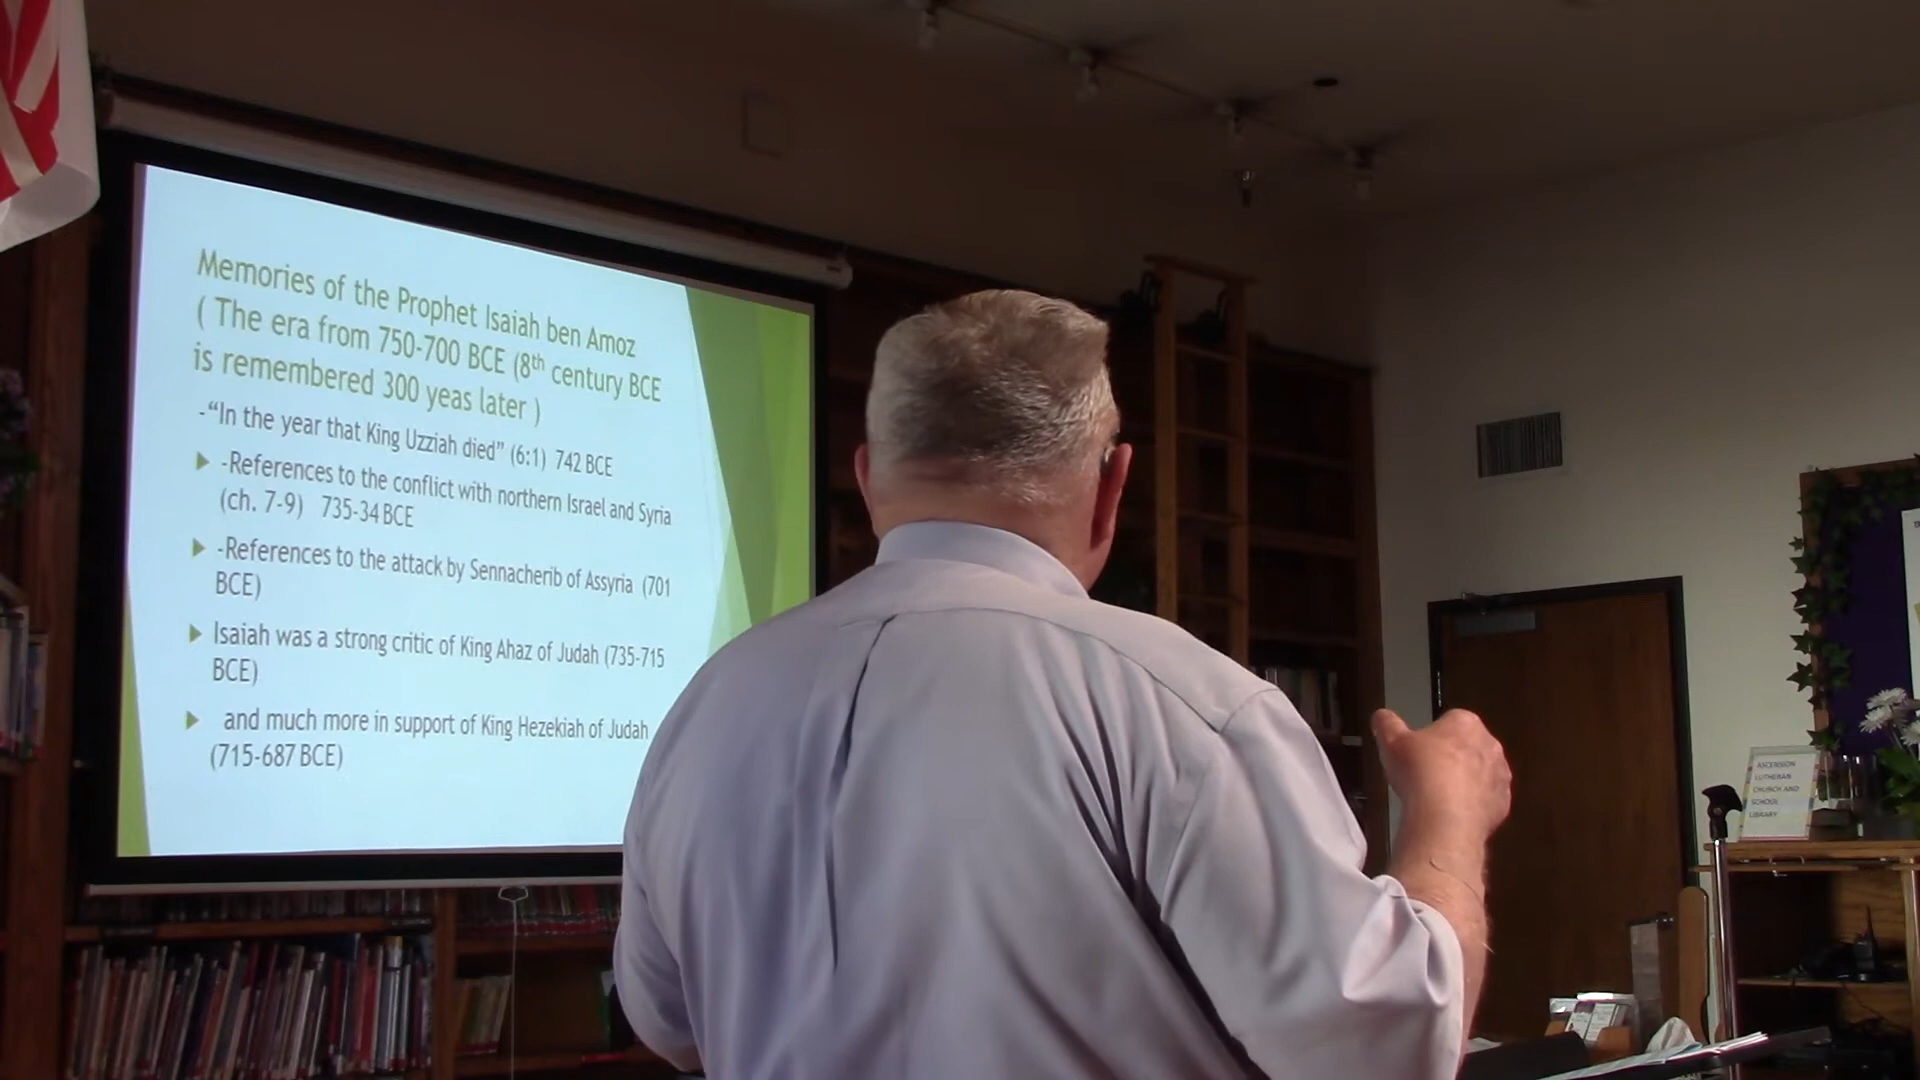 Memories of the Prophet Isaiah ben Amoz
( The era from 750-700 BCE (8th century BCE
is remembered 300 yeas later )
-“In the year that King Uzziah died” (6:1) 742 BCE
-References to the conflict with northern Israel and Syria
(ch. 7-9) 735-34 BCE
-References to the attack by Sennacherib of Assyria (701
BCE)
Isaiah was a strong critic of King Ahaz of Judah (735-715
BCE)
and much more in support of King Hezekiah of Judah
(715-687 BCE)
ASCENSION
LUTHERAN
CHURCH AND
SCHOOL
LIBRARY